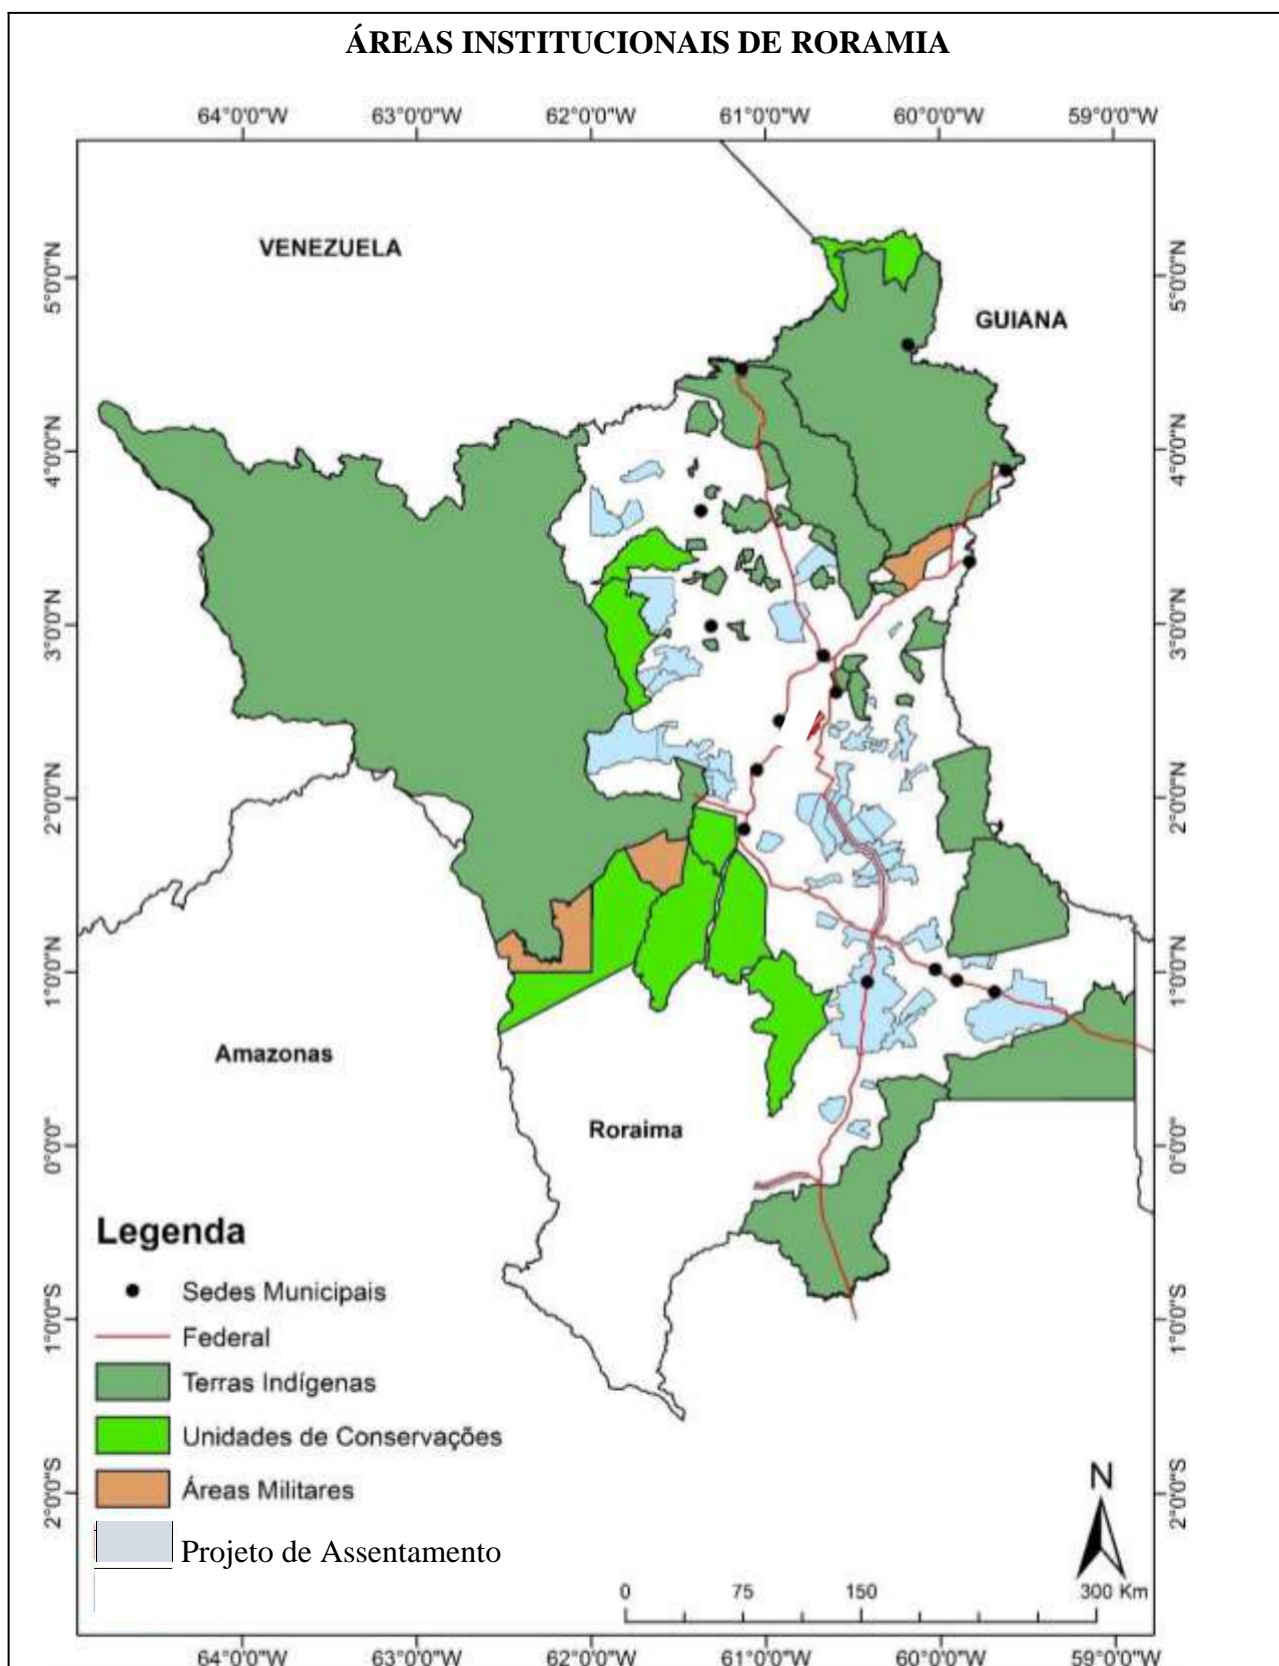 ÁREAS INSTITUCIONAIS DE RORAMIA
64°0'0"W 63°0'0"W 62°0'0"W 61°0'0"W 60°0'0"W 59°0'0"W
VENEZUELA
5°0'0"N 5°0'0"N
GUIANA
4°0'0"N 4°0'0"N
3°0'0"N 3°0'0"N
2°0'0"N 2°0'0"N
1°0'0"N 1°0'0"N
Amazonas
Roraima
0°0'0" 0°0'0"
Legenda
Sedes Municipais
1°0'0"S 1°0'0"S
Federal
Terras Indígenas
Unidades de Conservações
Áreas Militares
N
2°0'0"S 2°0'0"S
Projeto de Assentamento
0 75 150 300 Km
64°0'0"W 63°0'0"W 62°0'0"W 61°0'0"W 60°0'0"W 59°0'0"W